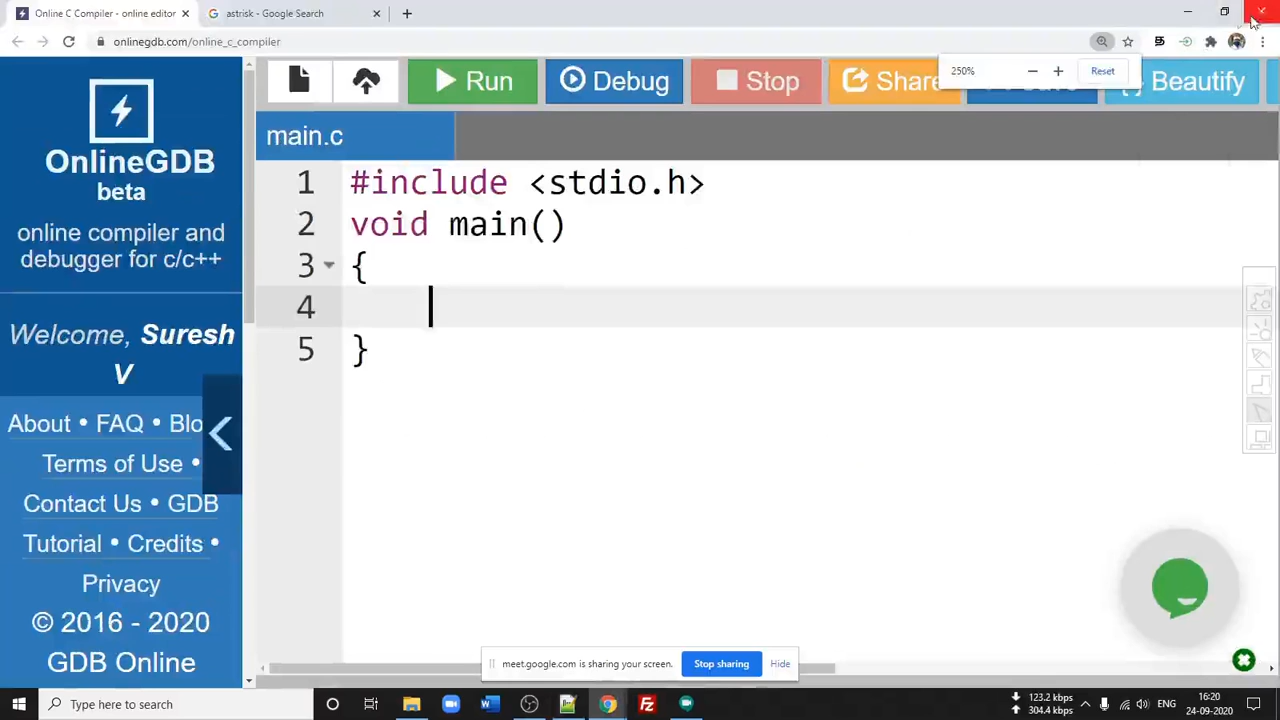 Online C Compiler - online editor
astrisk - Google Search
onlinegdb.com/online_c_compiler
250%
Reset
Run
Debug
Stop
Share
{ } Beautify
OnlineGDB
beta
online compiler and
debugger for c/c++
Welcome, Suresh
V
About • FAQ • Blo
Terms of Use •
Contact Us • GDB
Tutorial • Credits •
Privacy
© 2016 - 2020
GDB Online
main.c
1 #include <stdio.h>
2 void main()
3 {
4
5 }
meet.google.com is sharing your screen.
Stop sharing
Hide
Type here to search
123.2 kbps
304.4 kbps
ENG
16:20
24-09-2020